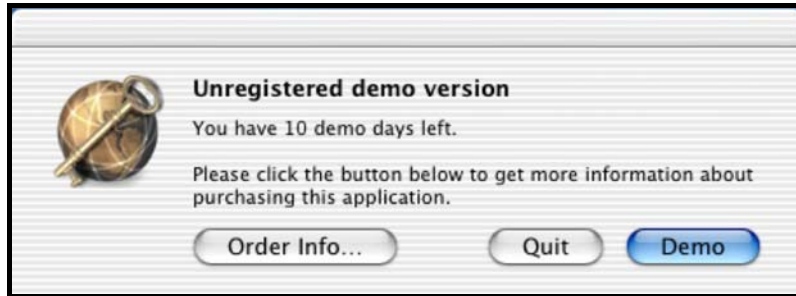 Unregistered demo version
You have 10 demo days left.
Please click the button below to get more information about
purchasing this application.
Order Info... Quit Demo